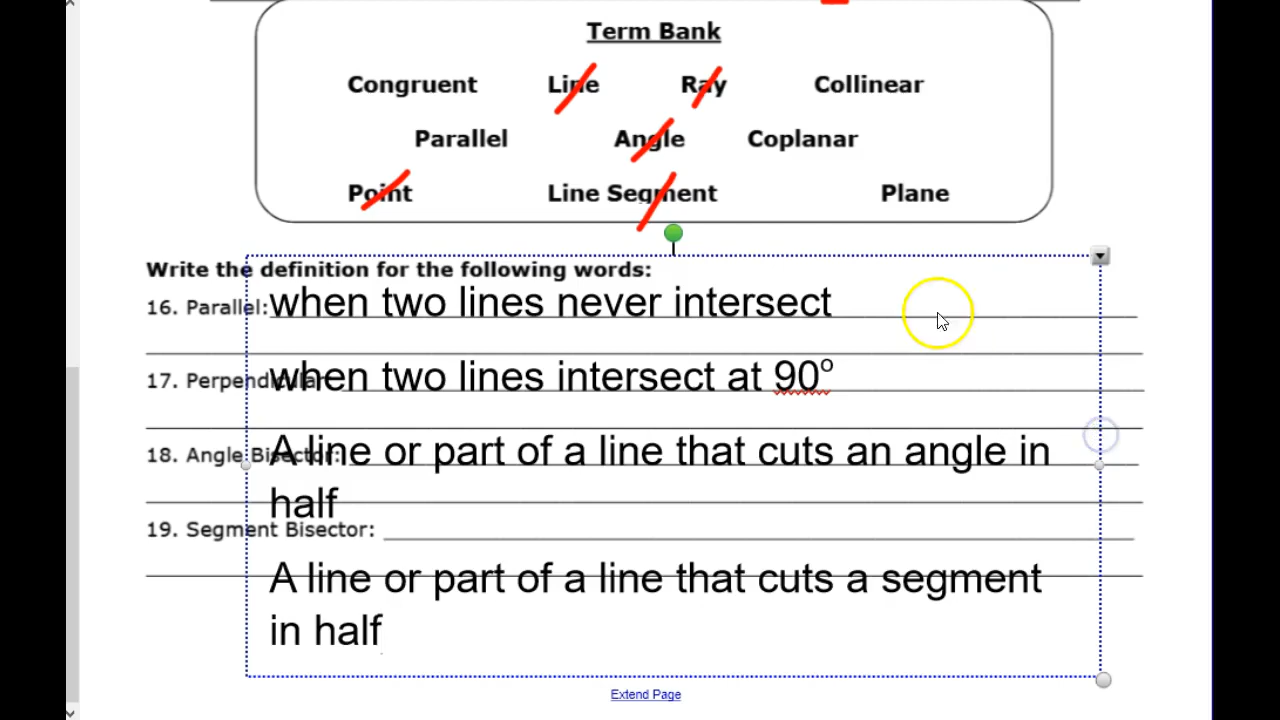 Term Bank
Congruent Line Ray Collinear
Parallel Angle Coplanar
Point Line Segment Plane
Write the definition for the following words:
16. Parallel: when two lines never intersect
17. Perpendicular: when two lines intersect at 90º
18. Angle Bisector: A line or part of a line that cuts an angle in
half
19. Segment Bisector:
A line or part of a line that cuts a segment
in half
Extend Page